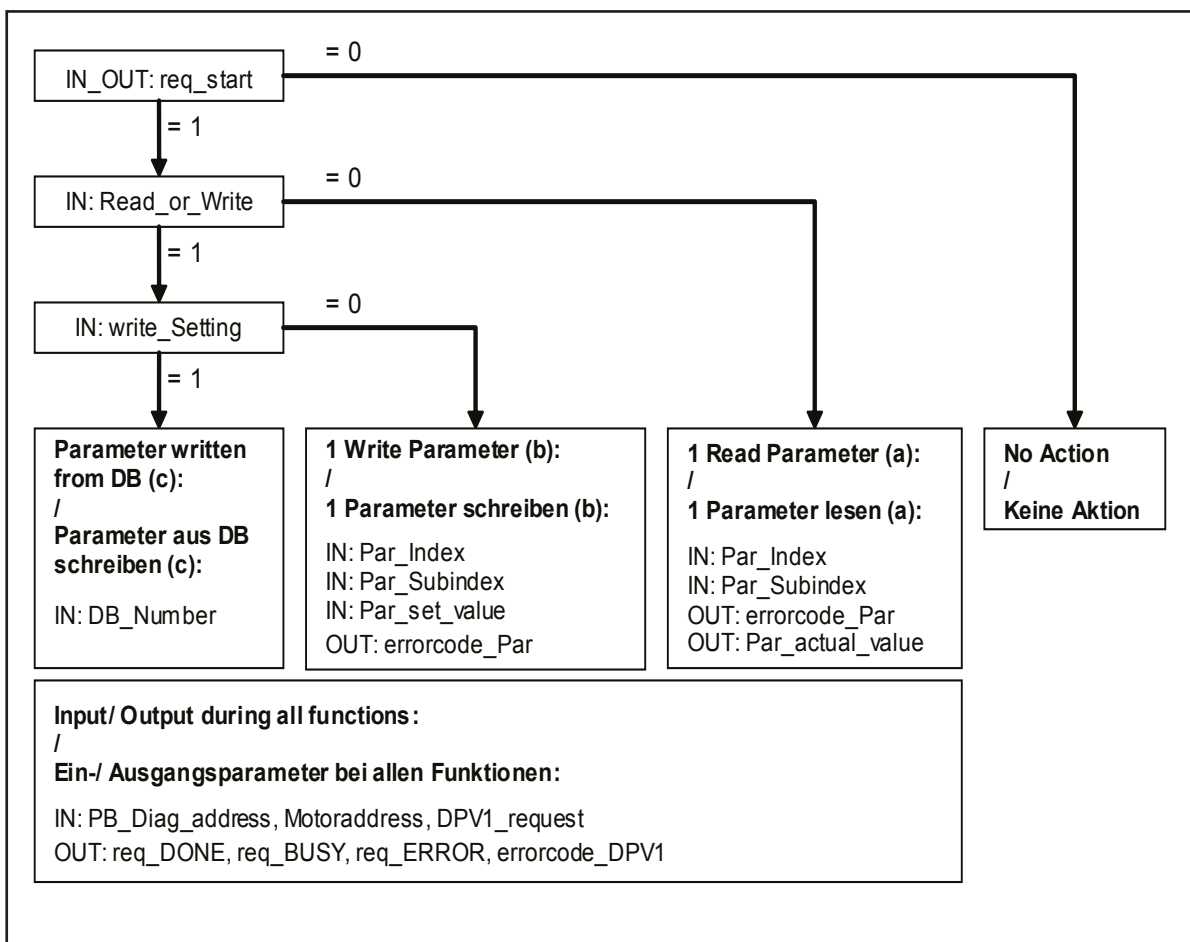 = 0
IN_OUT: req_start
= 1
= 0
IN: Read_or_Write
= 1
= 0
IN: write_Setting
= 1
Parameter written
from DB (c):
/
Parameter aus DB
schreiben (c):
IN: DB_Number
1 Write Parameter (b):
/
1 Parameter schreiben (b):
IN: Par_Index
IN: Par_Subindex
IN: Par_set_value
OUT: errorcode_Par
1 Read Parameter (a):
/
1 Parameter lesen (a):
IN: Par_Index
IN: Par_Subindex
OUT: errorcode_Par
OUT: Par_actual_value
No Action
/
Keine Aktion
Input/ Output during all functions:
/
Ein-/ Ausgangsparameter bei allen Funktionen:
IN: PB_Diag_address, Motoraddress, DPV1_request
OUT: req_DONE, req_BUSY, req_ERROR, errorcode_DPV1